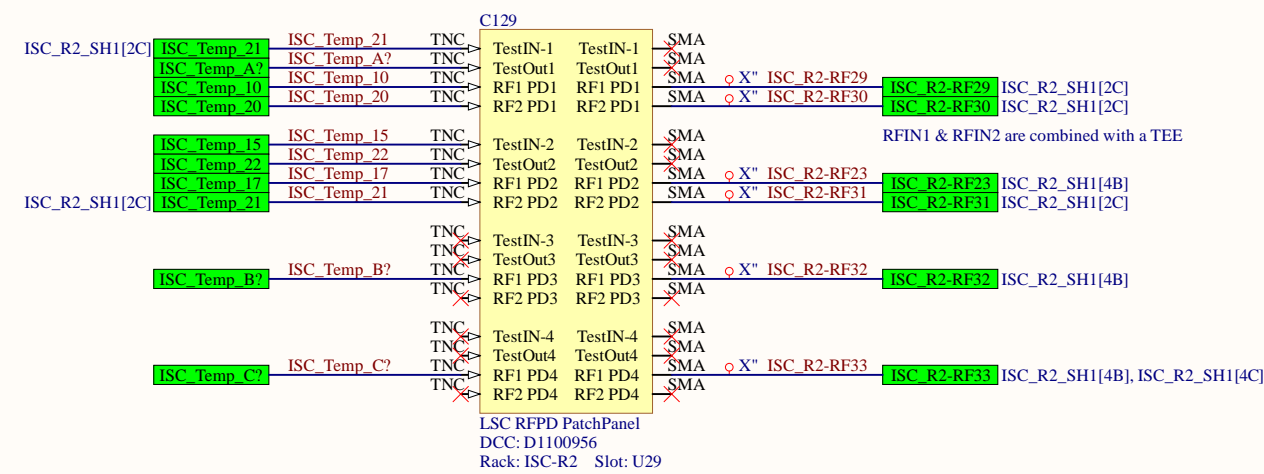 C129
ISC_R2_SH1[2C] ISC_Temp_21 ISC_Temp_21 TNC TestIN-1 TestIN-1 SMA
ISC_Temp_A? ISC_Temp_A? TNC TestOut1 TestOut1 SMA
ISC_Temp_10 ISC_Temp_10 TNC RF1 PD1 RF1 PD1 SMA X" ISC_R2-RF29 ISC_R2-RF29 ISC_R2_SH1[2C]
ISC_Temp_20 ISC_Temp_20 TNC RF2 PD1 RF2 PD1 SMA X" ISC_R2-RF30 ISC_R2-RF30 ISC_R2_SH1[2C]
RFIN1 & RFIN2 are combined with a TEE
ISC_Temp_15 ISC_Temp_15 TNC TestIN-2 TestIN-2 SMA
ISC_Temp_22 ISC_Temp_22 TNC TestOut2 TestOut2 SMA
ISC_Temp_17 ISC_Temp_17 TNC RF1 PD2 RF1 PD2 SMA X" ISC_R2-RF23 ISC_R2-RF23 ISC_R2_SH1[4B]
ISC_R2_SH1[2C] ISC_Temp_21 ISC_Temp_21 TNC RF2 PD2 RF2 PD2 SMA X" ISC_R2-RF31 ISC_R2-RF31 ISC_R2_SH1[2C]
TNC TestIN-3 TestIN-3 SMA
TNC TestOut3 TestOut3 SMA
ISC_Temp_B? ISC_Temp_B? TNC RF1 PD3 RF1 PD3 SMA X" ISC_R2-RF32 ISC_R2-RF32 ISC_R2_SH1[4B]
TNC RF2 PD3 RF2 PD3 SMA
TNC TestIN-4 TestIN-4 SMA
TNC TestOut4 TestOut4 SMA
ISC_Temp_C? ISC_Temp_C? TNC RF1 PD4 RF1 PD4 SMA X" ISC_R2-RF33 ISC_R2-RF33 ISC_R2_SH1[4B], ISC_R2_SH1[4C]
TNC RF2 PD4 RF2 PD4 SMA
LSC RFPD PatchPanel
DCC: D1100956
Rack: ISC-R2 Slot: U29